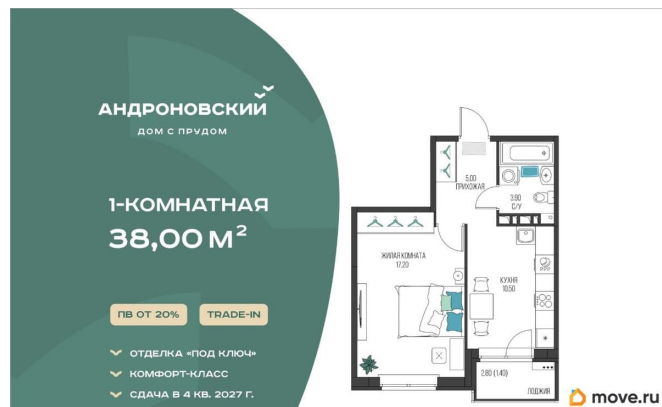 АНДРОНОВСКИЙ
ДОМ С ПРУДОМ
1-КОМНАТНАЯ
38,00 М²
ПВ ОТ 20%
TRADE-IN
ОТДЕЛКА «ПОД КЛЮЧ»
КОМФОРТ-КЛАСС
СДАЧА В 4 КВ. 2027 Г.
5.00
ПРИХОЖАЯ
3.90
С/У
ЖИЛАЯ КОМНАТА
17.20
КУХНЯ
10.50
2.80 (1.40)
ЛОДЖИЯ
move.ru